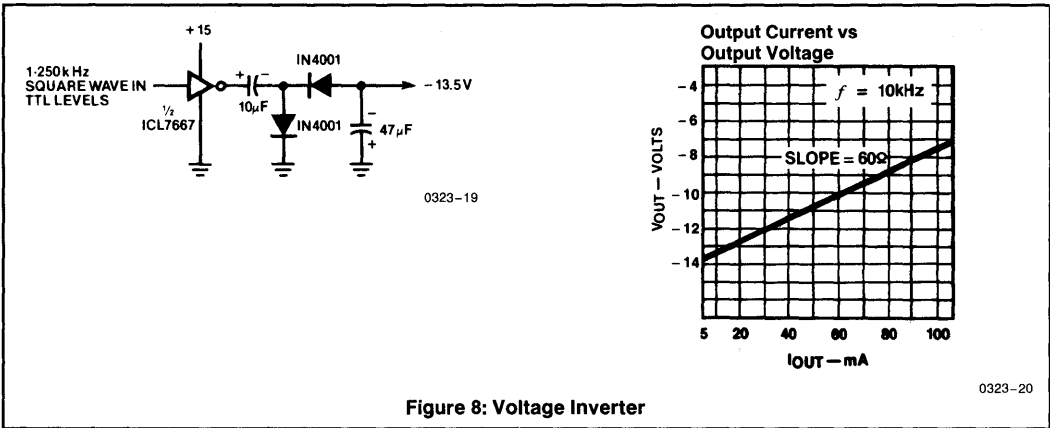 +15
1-250kHz
SQUARE WAVE IN
TTL LEVELS
½
ICL7667
+ −
10µF
IN4001
IN4001
−13.5V
−
47µF
+
0323–19
Output Current vs
Output Voltage
f = 10kHz
SLOPE = 60Ω
VOUT — VOLTS
−4
−6
−8
−10
−12
−14
5 20 40 60 80 100
IOUT — mA
0323–20
Figure 8: Voltage Inverter